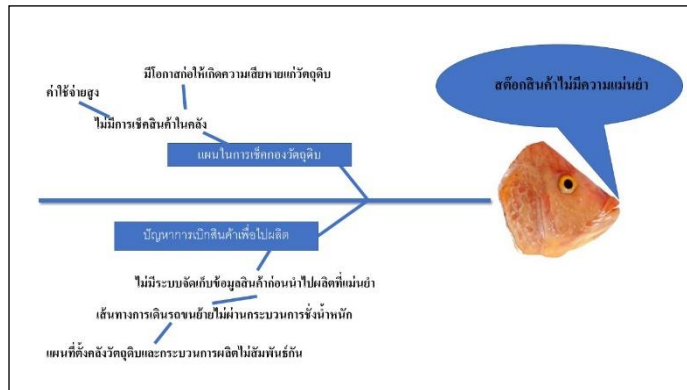 มีโอกาสก่อให้เกิดความเสียหายแก่วัตถุดิบ
ค่าใช้จ่ายสูง
ไม่มีการเช็คสินค้าในคลัง
แผนในการเช็คกองวัตถุดิบ
สต๊อกสินค้าไม่มีความแม่นยำ
ปัญหาการเบิกสินค้าเพื่อไปผลิต
ไม่มีระบบจัดเก็บข้อมูลสินค้าก่อนนำไปผลิตที่แม่นยำ
เส้นทางการเดินรถขนย้ายไม่ผ่านกระบวนการชั่งน้ำหนัก
แผนที่ตั้งคลังวัตถุดิบและกระบวนการผลิตไม่สัมพันธ์กัน